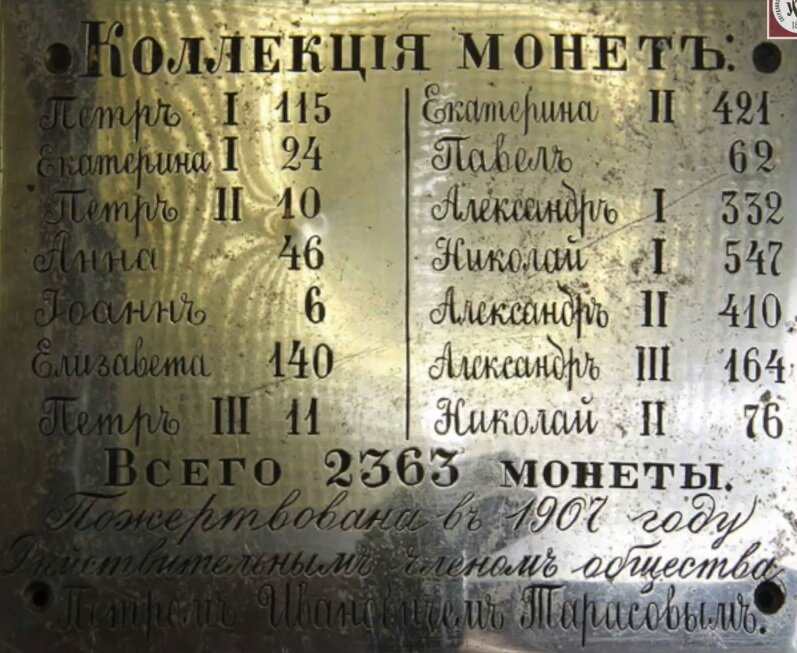 Коллекція монетъ:
Петръ I 115
Екатерина I 24
Петръ II 10
Анна 46
Іоаннъ 6
Елизавета 140
Петръ III 11
Екатерина II 421
Павелъ 62
Александръ I 332
Николай I 547
Александръ II 410
Александръ III 164
Николай II 76
Всего 2363 монеты.
Пожертвована въ 1907 году
Дѣйствительнымъ членомъ общества
Петромъ Ивановичемъ Тарасовымъ.